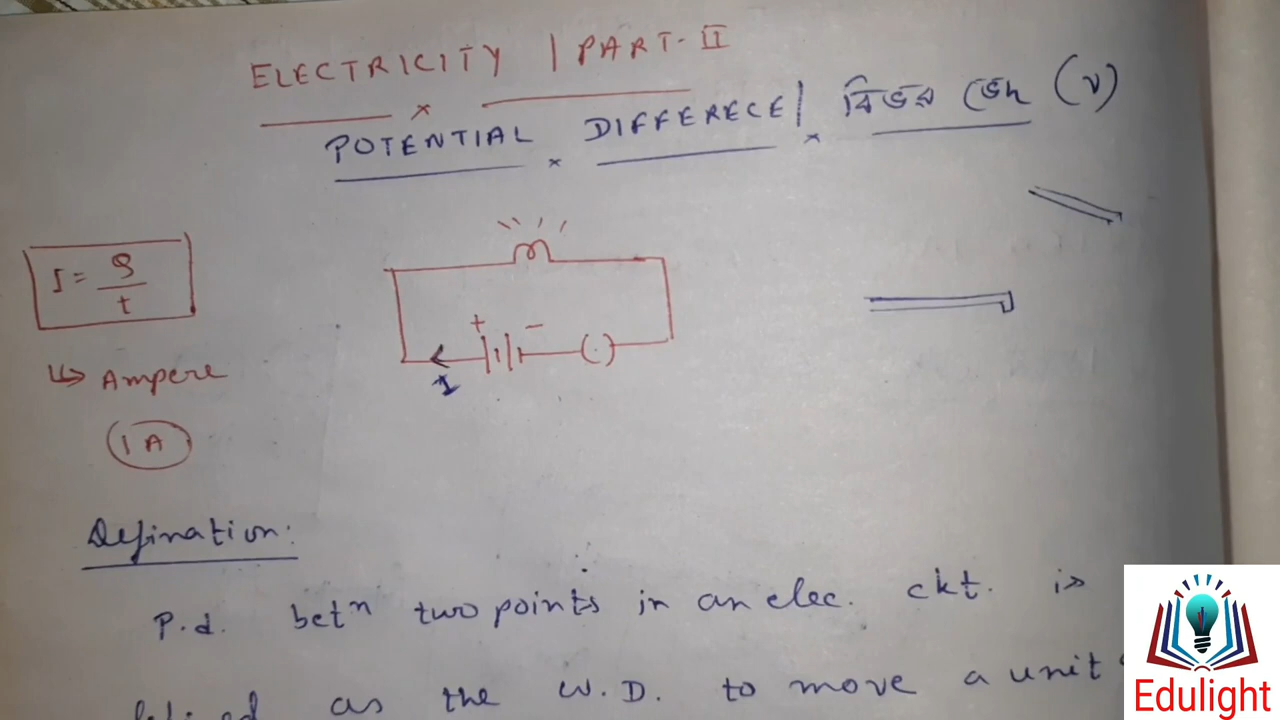 ELECTRICITY | PART-II
POTENTIAL DIFFERECE | বিভব ভেদ (V)
I = Q
t
↳ Ampere
1 A
+ −
I
Defination:
P.d. betⁿ two points in an elec. ckt. is
as the W.D. to move a unit
Edulight